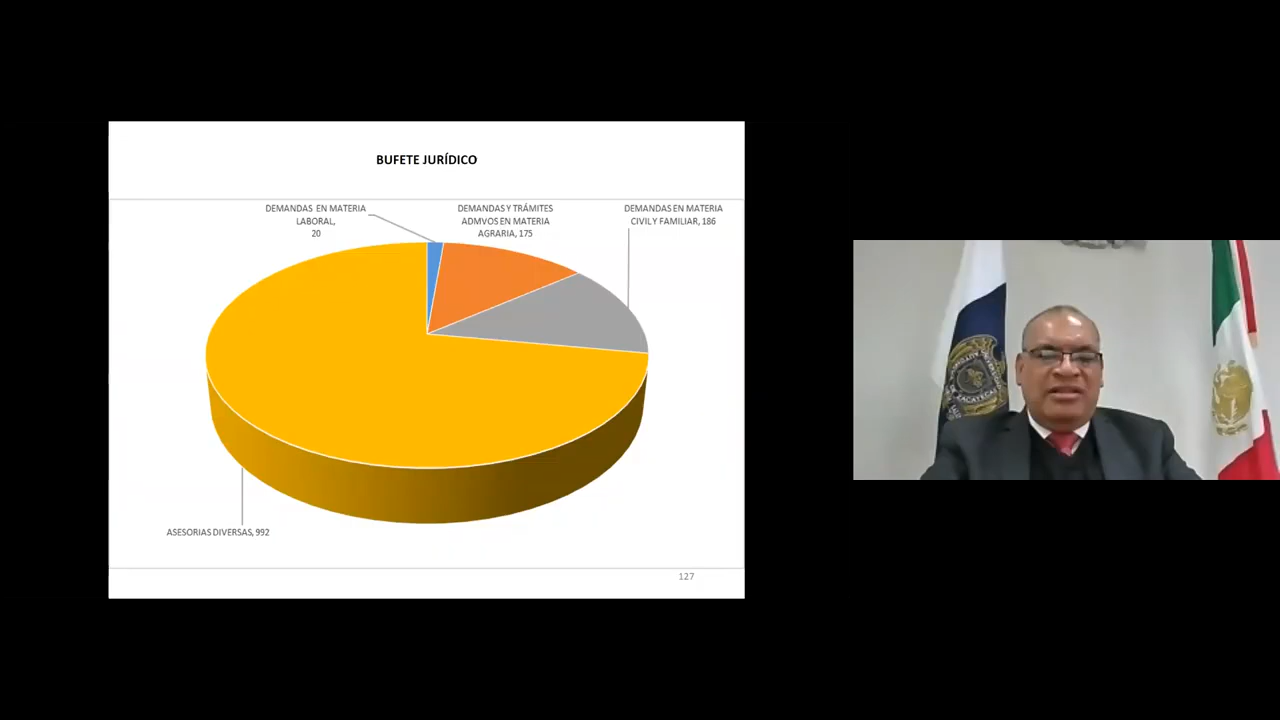 BUFETE JURÍDICO
DEMANDAS EN MATERIA
LABORAL,
20
DEMANDAS Y TRÁMITES
ADMVOS EN MATERIA
AGRARIA, 175
DEMANDAS EN MATERIA
CIVIL Y FAMILIAR, 186
ASESORIAS DIVERSAS, 992
127
ZACATECAS